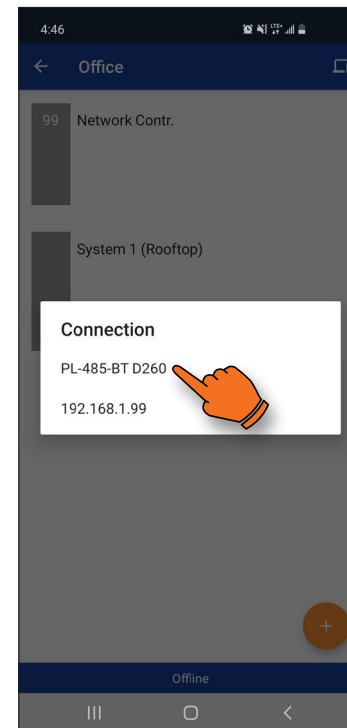 4:46
LTE+
Office
99 Network Contr.
System 1 (Rooftop)
Connection
PL-485-BT D260
192.168.1.99
+
Offline